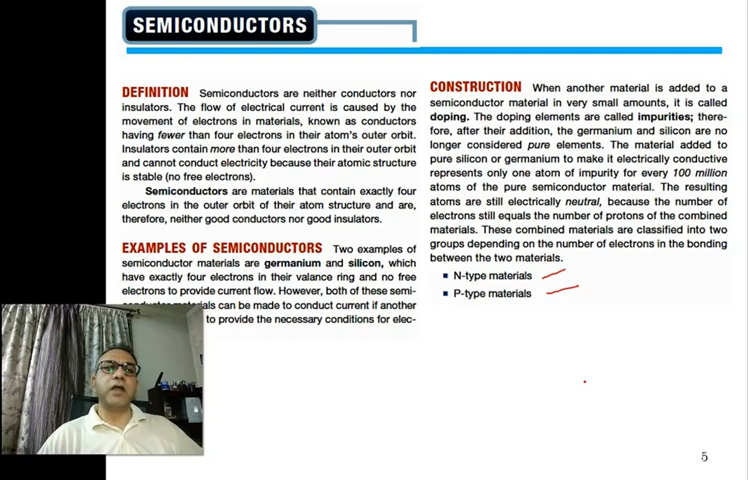 SEMICONDUCTORS
DEFINITION Semiconductors are neither conductors nor
insulators. The flow of electrical current is caused by the
movement of electrons in materials, known as conductors
having fewer than four electrons in their atom's outer orbit.
Insulators contain more than four electrons in their outer orbit
and cannot conduct electricity because their atomic structure
is stable (no free electrons).
Semiconductors are materials that contain exactly four
electrons in the outer orbit of their atom structure and are,
therefore, neither good conductors nor good insulators.
EXAMPLES OF SEMICONDUCTORS Two examples of
semiconductor materials are germanium and silicon, which
have exactly four electrons in their valance ring and no free
electrons to provide current flow. However, both of these semi-
conductor materials can be made to conduct current if another
to provide the necessary conditions for elec-
CONSTRUCTION When another material is added to a
semiconductor material in very small amounts, it is called
doping. The doping elements are called impurities; there-
fore, after their addition, the germanium and silicon are no
longer considered pure elements. The material added to
pure silicon or germanium to make it electrically conductive
represents only one atom of impurity for every 100 million
atoms of the pure semiconductor material. The resulting
atoms are still electrically neutral, because the number of
electrons still equals the number of protons of the combined
materials. These combined materials are classified into two
groups depending on the number of electrons in the bonding
between the two materials.
■ N-type materials
■ P-type materials
5